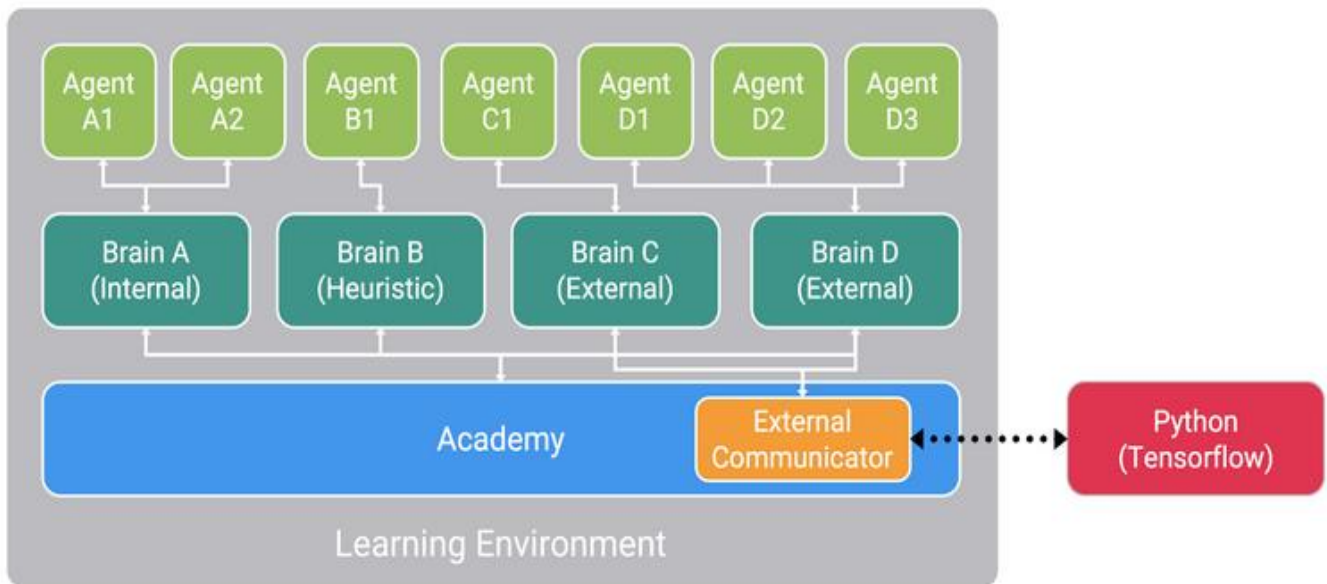 Agent
A1
Agent
A2
Agent
B1
Agent
C1
Agent
D1
Agent
D2
Agent
D3
Brain A
(Internal)
Brain B
(Heuristic)
Brain C
(External)
Brain D
(External)
Academy
External
Communicator
Python
(Tensorflow)
Learning Environment